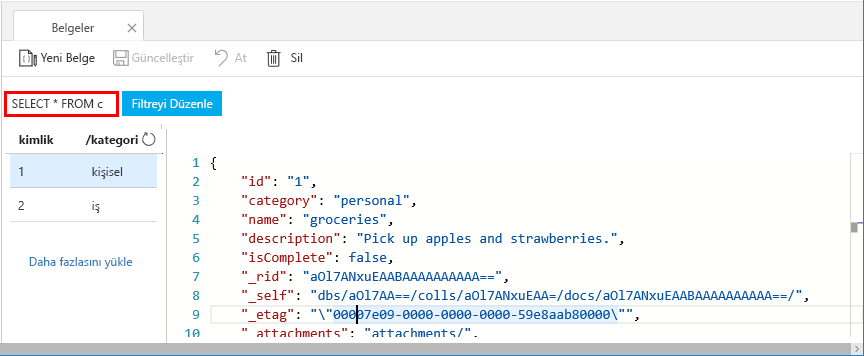 Belgeler
Yeni Belge Güncelleştir At Sil
SELECT * FROM c Filtreyi Düzenle
kimlik /kategori
1 kişisel
2 iş
Daha fazlasını yükle
1 {
2 "id": "1",
3 "category": "personal",
4 "name": "groceries",
5 "description": "Pick up apples and strawberries.",
6 "isComplete": false,
7 "_rid": "aOl7ANxuEAABAAAAAAAAAA==",
8 "_self": "dbs/aOl7AA==/colls/aOl7ANxuEAA=/docs/aOl7ANxuEAABAAAAAAAAAA==/",
9 "_etag": "\"00007e09-0000-0000-0000-59e8aab80000\"",
10 "_attachments": "attachments/",